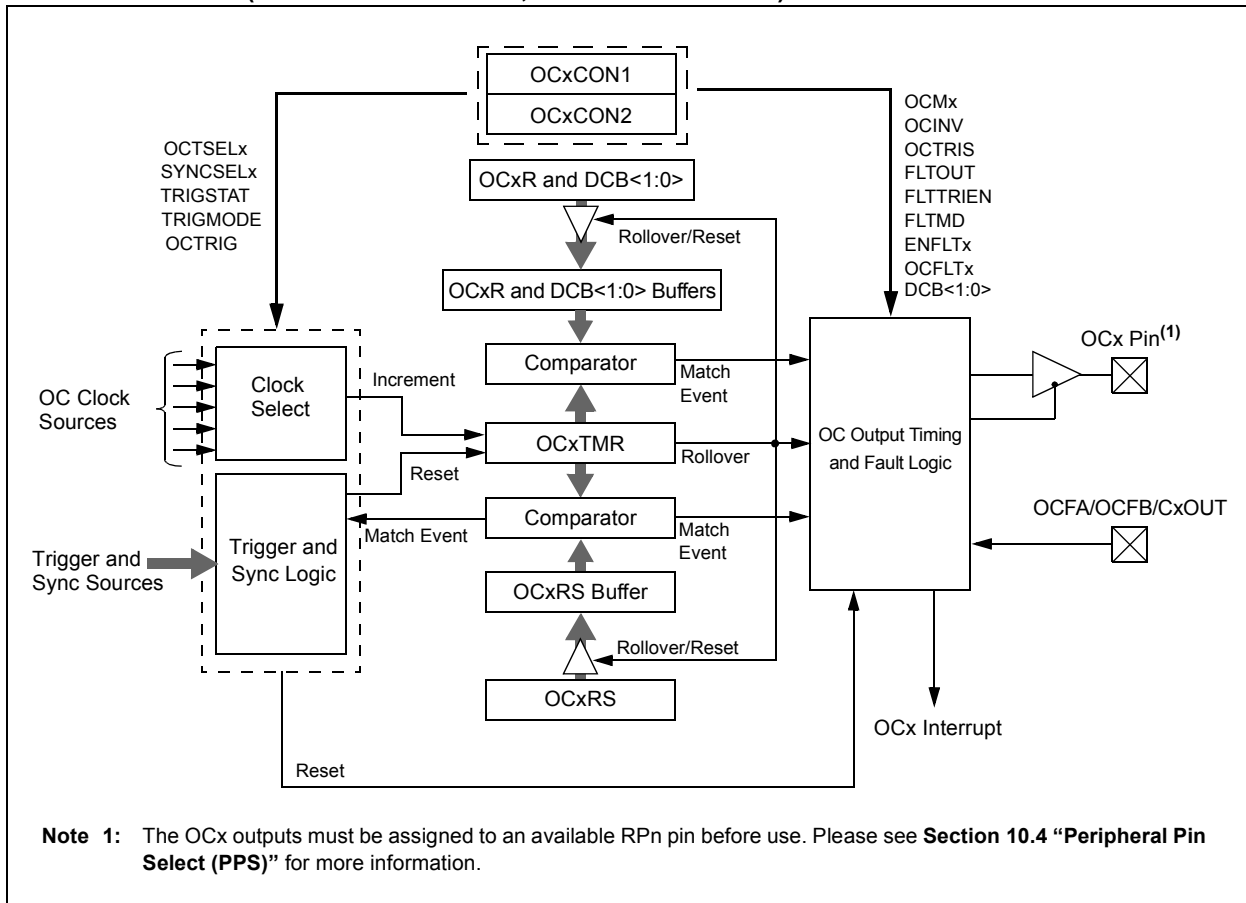 OCxCON1
OCxCON2
OCTSELx
SYNCSELx
TRIGSTAT
TRIGMODE
OCTRIG
OCMx
OCINV
OCTRIS
FLTOUT
FLTTRIEN
FLTMD
ENFLTx
OCFLTx
DCB<1:0>
OCxR and DCB<1:0>
Rollover/Reset
OCxR and DCB<1:0> Buffers
OC Clock
Sources
Clock
Select
Increment
Comparator
Match
Event
OCxTMR
Rollover
Reset
Comparator
Match Event
Match
Event
Trigger and
Sync Sources
Trigger and
Sync Logic
OCxRS Buffer
Rollover/Reset
OCxRS
OC Output Timing
and Fault Logic
OCx Pin(1)
OCFA/OCFB/CxOUT
OCx Interrupt
Reset
Note 1: The OCx outputs must be assigned to an available RPn pin before use. Please see Section 10.4 “Peripheral Pin
Select (PPS)” for more information.